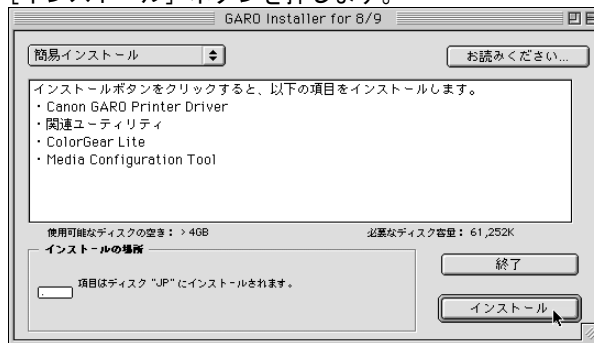 [インストール] ボタンを押します。
GARO Installer for 8/9
簡易インストール
お読みください...
インストールボタンをクリックすると、以下の項目をインストールします。
・Canon GARO Printer Driver
・関連ユーティリティ
・ColorGear Lite
・Media Configuration Tool
使用可能なディスクの空き：＞4GB
必要なディスク容量：61,252K
インストールの場所
項目はディスク "JP" にインストールされます。
終了
インストール